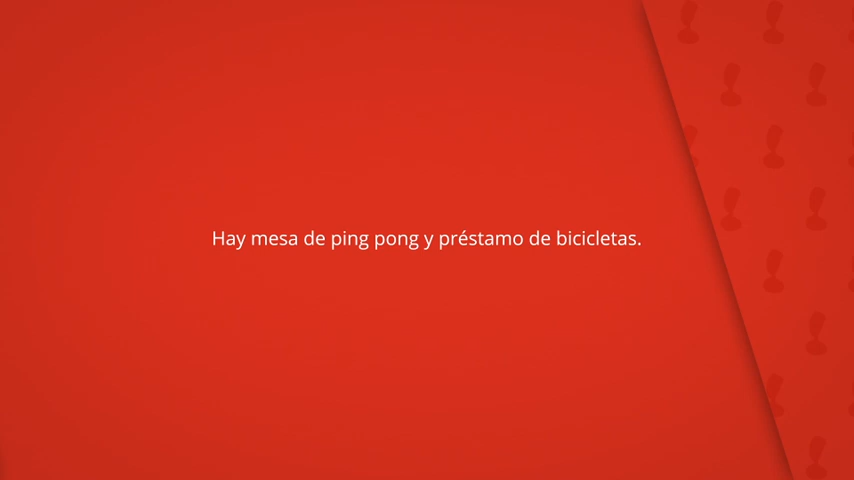 Hay mesa de ping pong y préstamo de bicicletas.